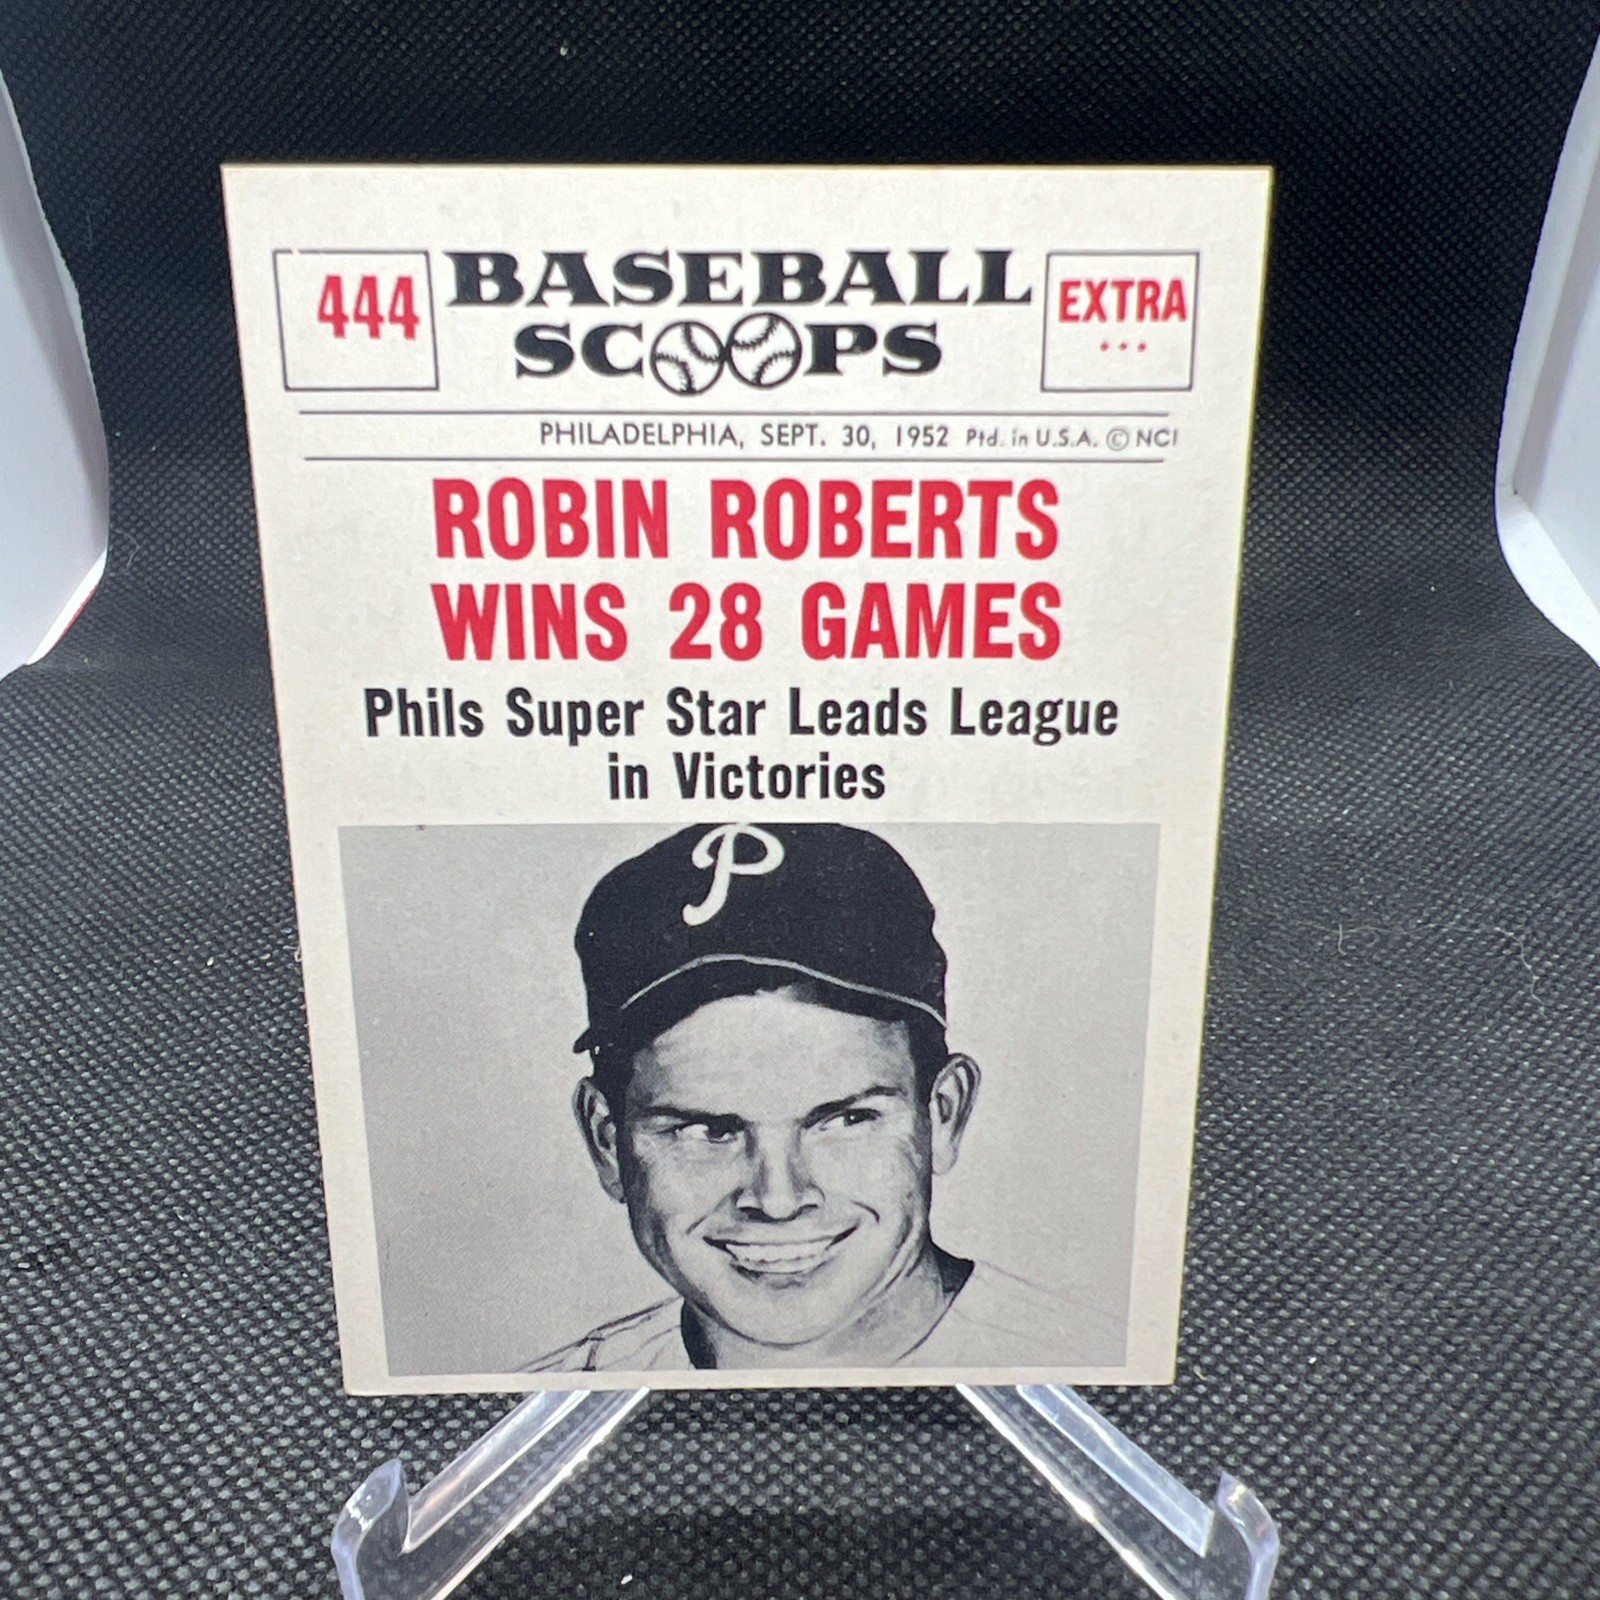 444
BASEBALL
SCOOPS
EXTRA
...
PHILADELPHIA, SEPT. 30, 1952 Ptd. in U.S.A. © NCI
ROBIN ROBERTS
WINS 28 GAMES
Phils Super Star Leads League
in Victories
P